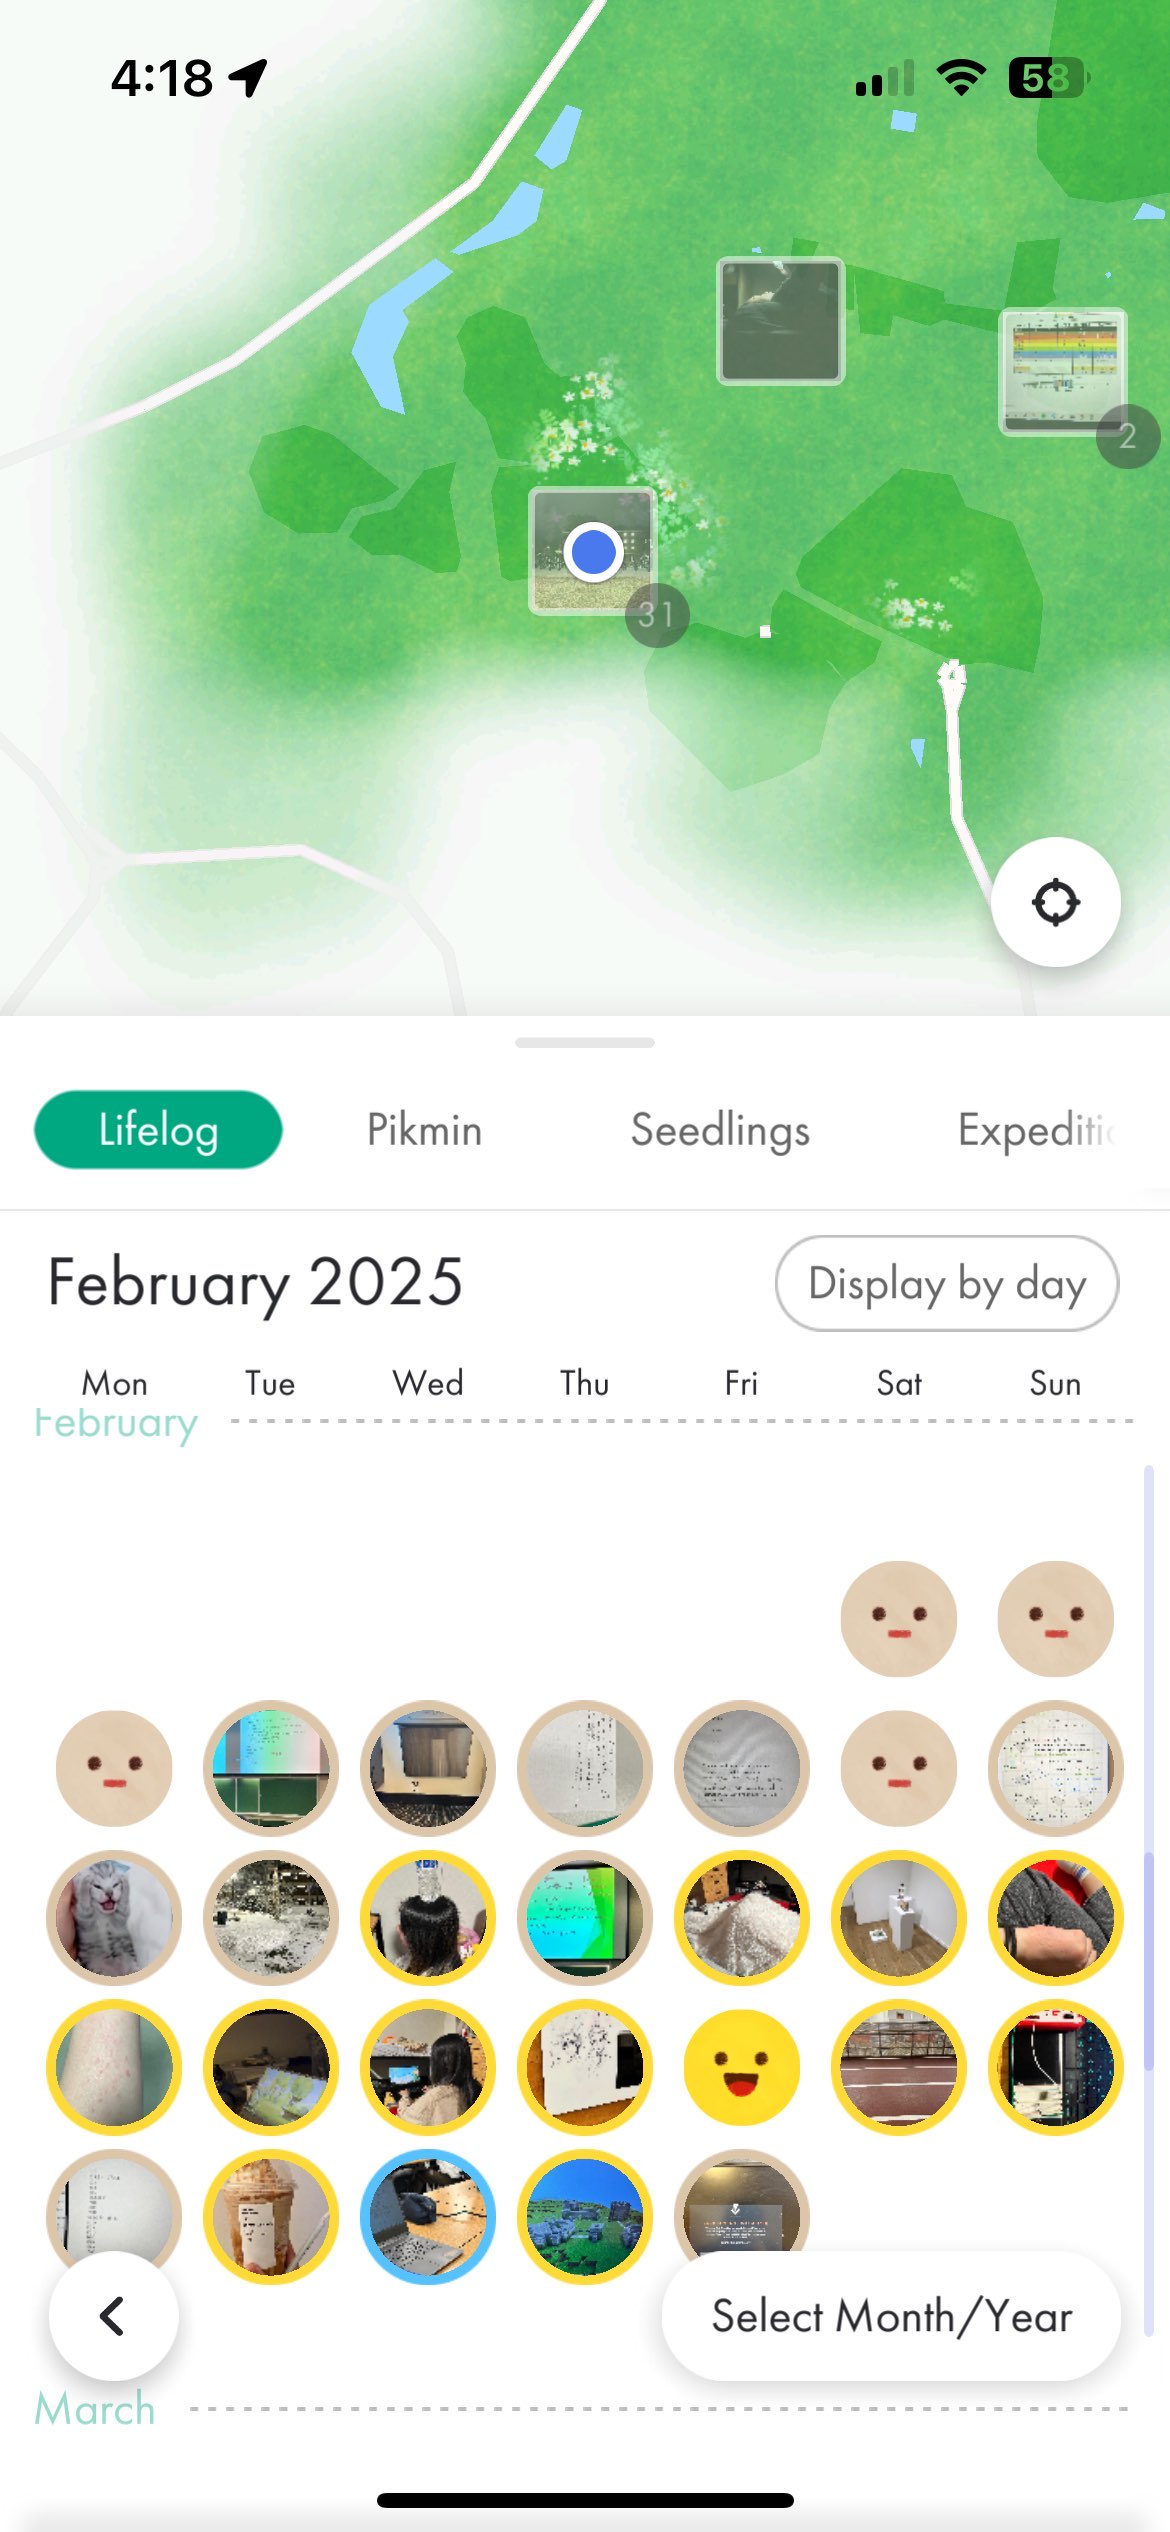 4:18
58
2
31
Lifelog
Pikmin
Seedlings
Expediti
February 2025
Display by day
Mon Tue Wed Thu Fri Sat Sun
February
Select Month/Year
March